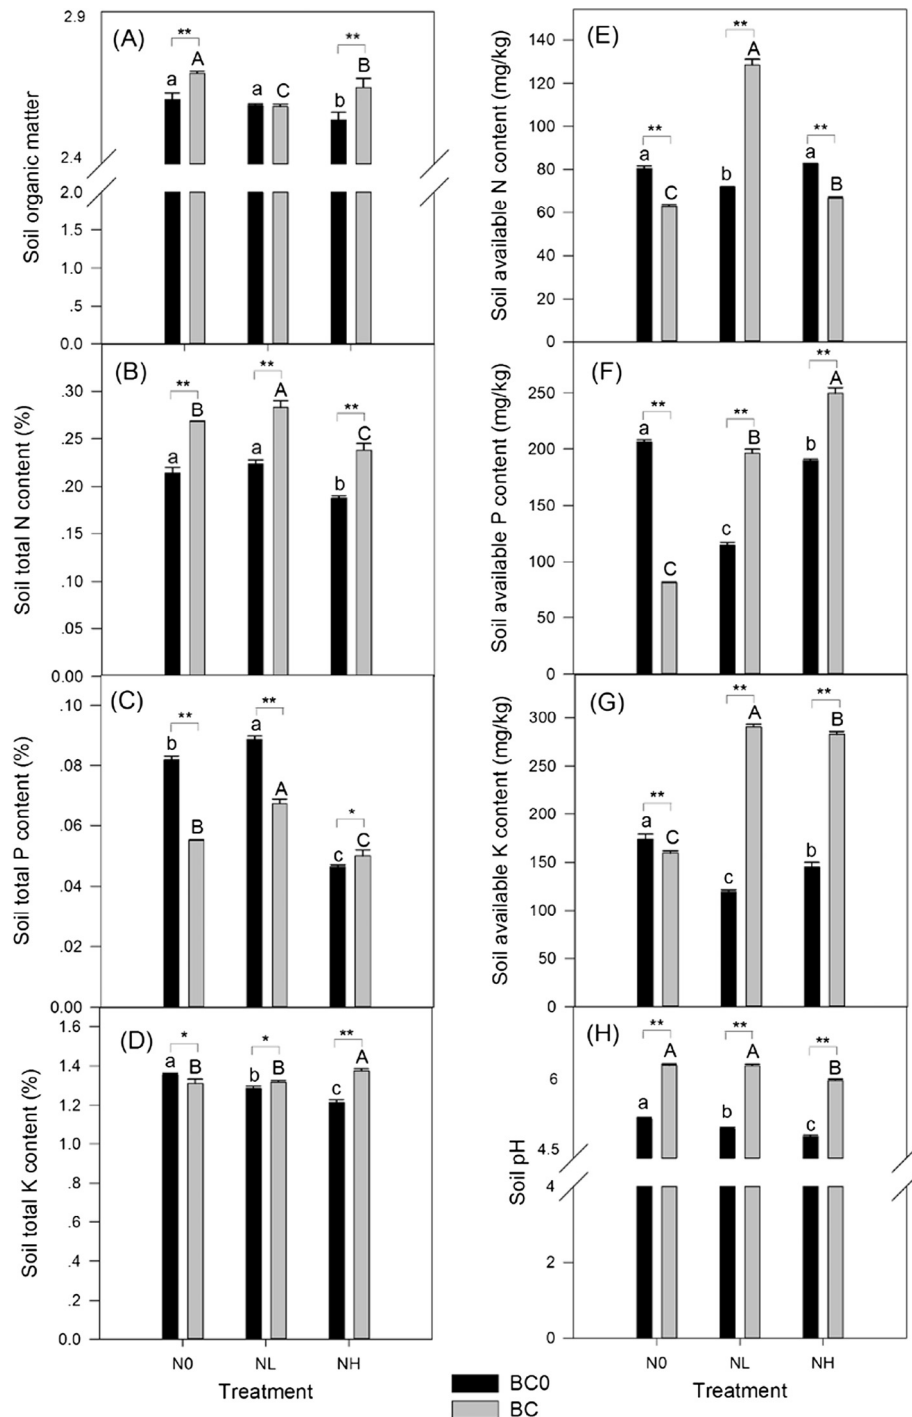 2.9
(A)
**
**
a
A
a
C
b
B
2.4
2.0
1.5
1.0
.5
0.0
Soil organic matter
(B)
**
**
**
a
B
a
A
b
C
.30
.25
.20
.15
.10
.05
0.00
Soil total N content (%)
(C)
**
**
*
b
B
a
A
c
C
.10
.08
.06
.04
.02
0.00
Soil total P content (%)
(D)
*
*
**
a
B
b
B
c
A
1.6
1.4
1.2
1.0
.8
.6
.4
.2
0.0
Soil total K content (%)
N0
NL
NH
Treatment
(E)
**
**
**
a
C
b
A
a
B
140
120
100
80
60
40
20
0
Soil available N content (mg/kg)
(F)
**
**
**
a
C
c
B
b
A
250
200
150
100
50
0
Soil available P content (mg/kg)
(G)
**
**
**
a
C
c
A
b
B
300
250
200
150
100
50
0
Soil available K content (mg/kg)
(H)
**
**
**
a
A
b
A
c
B
6
4.5
4
2
0
Soil pH
N0
NL
NH
Treatment
BC0
BC